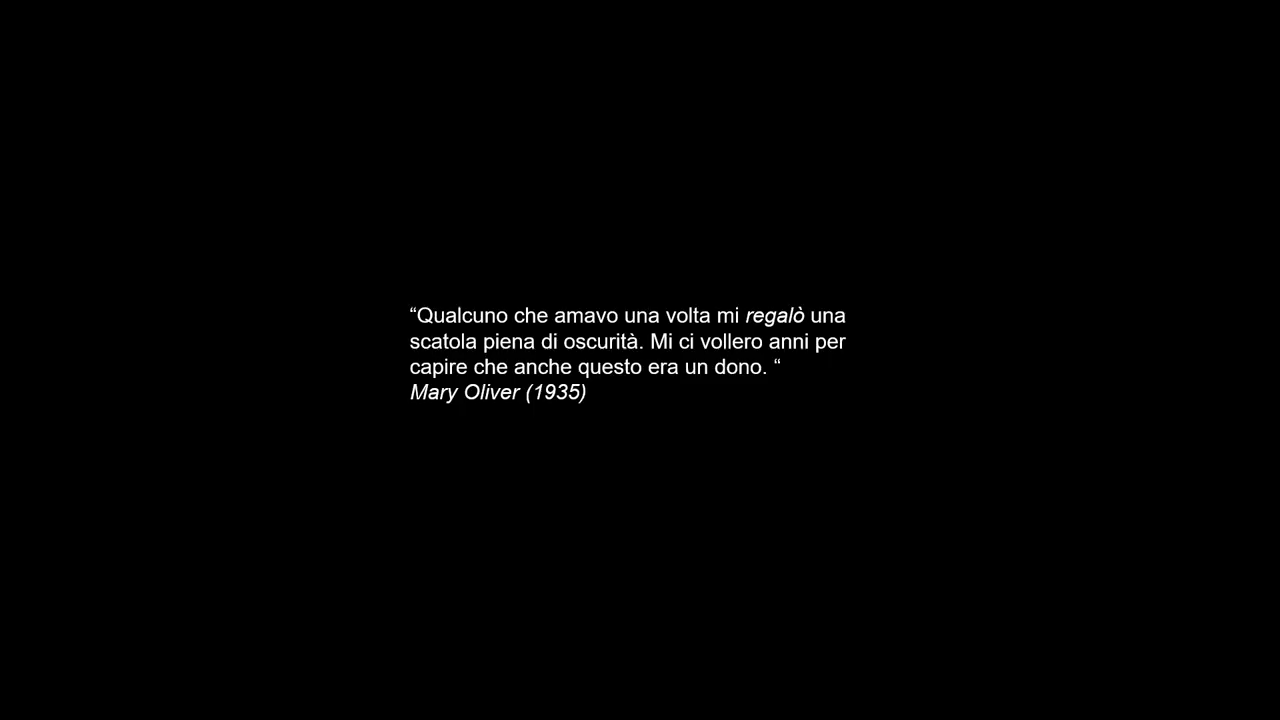 “Qualcuno che amavo una volta mi regalò una
scatola piena di oscurità. Mi ci vollero anni per
capire che anche questo era un dono. “
Mary Oliver (1935)